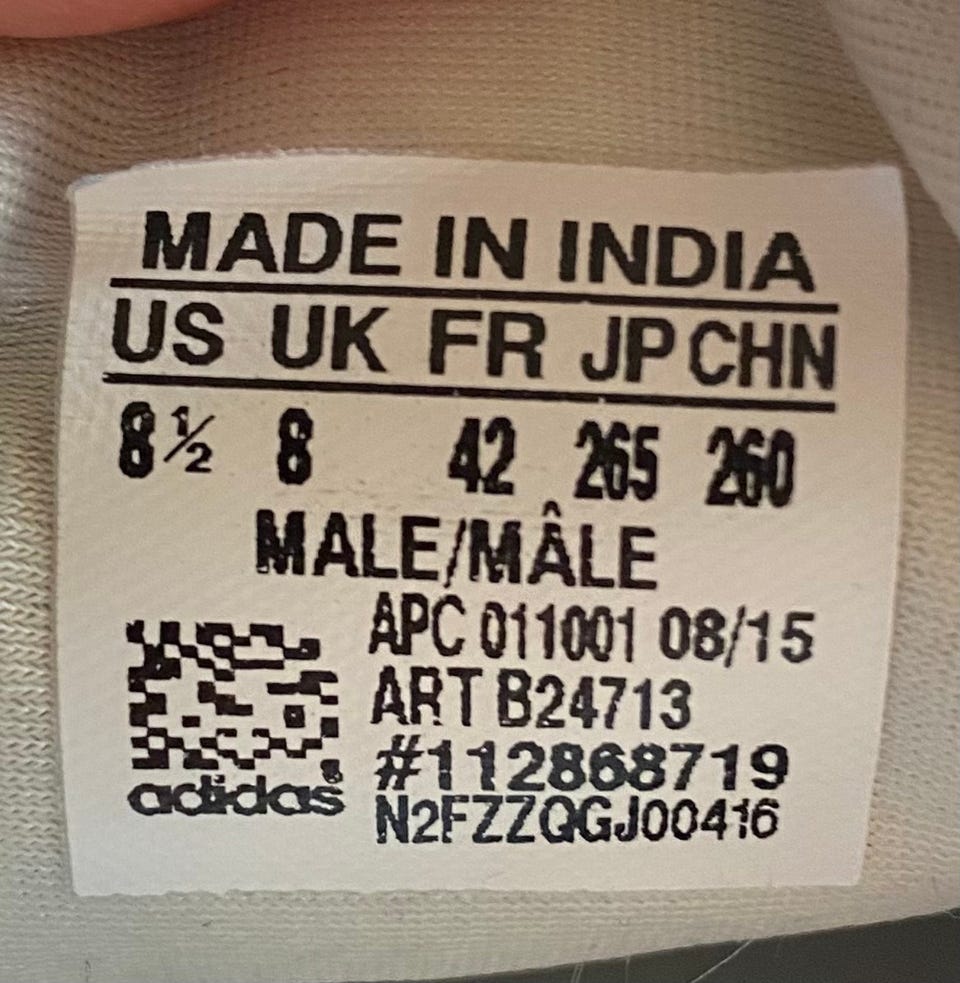 MADE IN INDIA
US UK FR JP CHN
8½ 8 42 265 260
MALE/MÂLE
APC 011001 08/15
ART B24713
#112868719
N2FZZQGJ00416
adidas®